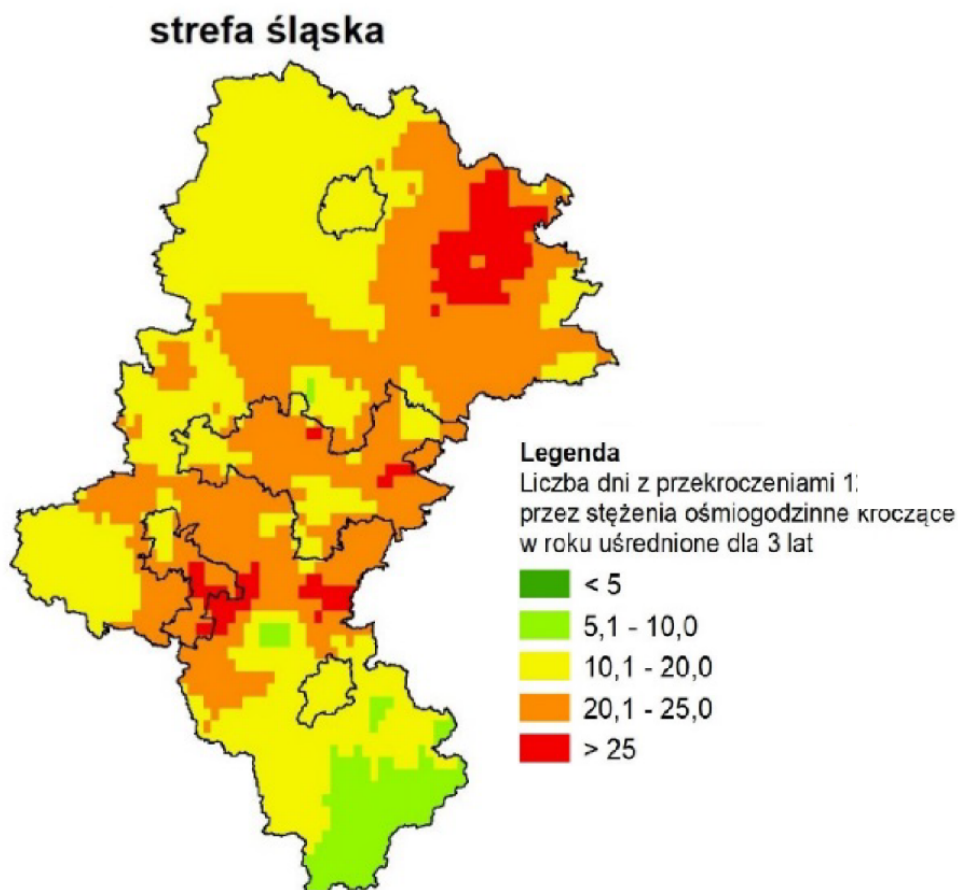 strefa śląska
Legenda
Liczba dni z przekroczeniami
przez stężenia ośmiogodzinne kroczące
w roku uśrednione dla 3 lat
< 5
5,1 - 10,0
10,1 - 20,0
20,1 - 25,0
> 25